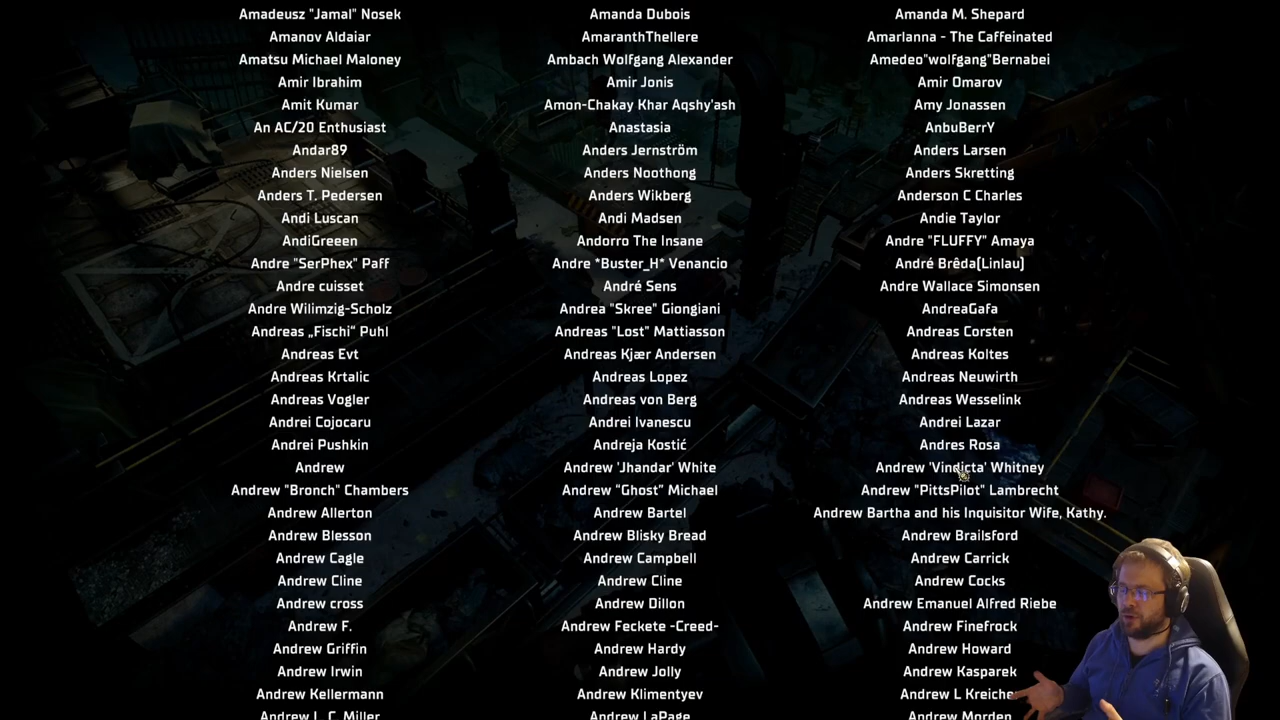 Amadeusz "Jamal" Nosek Amanda Dubois Amanda M. Shepard
Amanov Aldaiar AmaranthThellere Amarlanna - The Caffeinated
Amatsu Michael Maloney Ambach Wolfgang Alexander Amedeo"wolfgang"Bernabei
Amir Ibrahim Amir Jonis Amir Omarov
Amit Kumar Amon-Chakay Khar Aqshy'ash Amy Jonassen
An AC/20 Enthusiast Anastasia AnbuBerrY
Andar89 Anders Jernström Anders Larsen
Anders Nielsen Anders Noothong Anders Skretting
Anders T. Pedersen Anders Wikberg Anderson C Charles
Andi Luscan Andi Madsen Andie Taylor
AndiGreeen Andorro The Insane Andre "FLUFFY" Amaya
Andre "SerPhex" Paff Andre *Buster_H* Venancio André Brêda(Linlau)
Andre cuisset André Sens Andre Wallace Simonsen
Andre Wilimzig-Scholz Andrea "Skree" Giongiani AndreaGafa
Andreas „Fischi“ Puhl Andreas "Lost" Mattiasson Andreas Corsten
Andreas Evt Andreas Kjær Andersen Andreas Koltes
Andreas Krtalic Andreas Lopez Andreas Neuwirth
Andreas Vogler Andreas von Berg Andreas Wesselink
Andrei Cojocaru Andrei Ivanescu Andrei Lazar
Andrei Pushkin Andreja Kostić Andres Rosa
Andrew Andrew 'Jhandar' White Andrew 'Vindicta' Whitney
Andrew "Bronch" Chambers Andrew “Ghost” Michael Andrew "PittsPilot" Lambrecht
Andrew Allerton Andrew Bartel Andrew Bartha and his Inquisitor Wife, Kathy.
Andrew Blesson Andrew Blisky Bread Andrew Brailsford
Andrew Cagle Andrew Campbell Andrew Carrick
Andrew Cline Andrew Cline Andrew Cocks
Andrew cross Andrew Dillon Andrew Emanuel Alfred Riebe
Andrew F. Andrew Feckete -Creed- Andrew Finefrock
Andrew Griffin Andrew Hardy Andrew Howard
Andrew Irwin Andrew Jolly Andrew Kasparek
Andrew Kellermann Andrew Klimentyev Andrew L Kreiche
Andrew L. C. Miller Andrew LaPage Andrew Morden